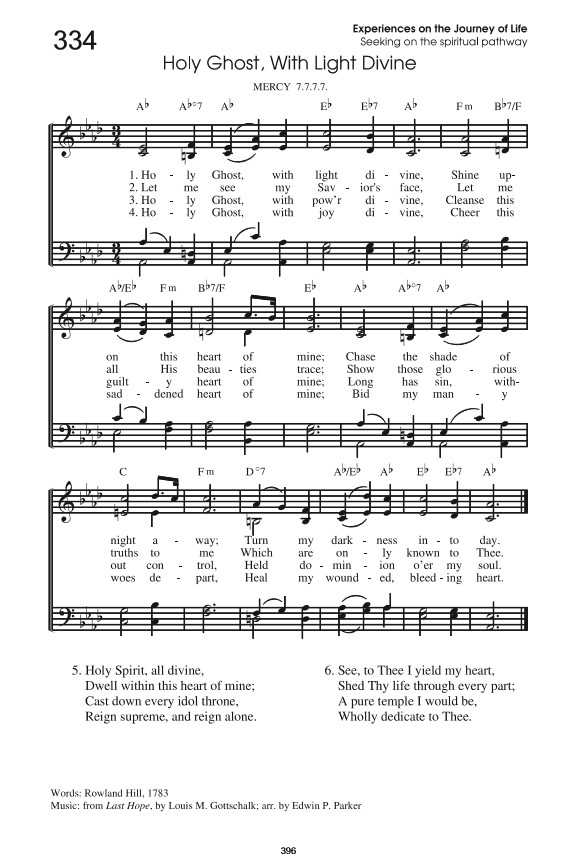 334
Experiences on the Journey of Life
Seeking on the spiritual pathway
Holy Ghost, With Light Divine
MERCY 7.7.7.7.
A♭ A♭°7 A♭ E♭ E♭7 A♭ Fm B♭7/F
1. Ho - ly Ghost, with light di - vine, Shine up-
2. Let me see my Sav - ior's face, Let me
3. Ho - ly Ghost, with pow'r di - vine, Cleanse this
4. Ho - ly Ghost, with joy di - vine, Cheer this
A♭/E♭ Fm B♭7/F E♭ A♭ A♭°7 A♭
on this heart of mine; Chase the shade of
all His beau - ties trace; Show those glo - rious
guilt - y heart of mine; Long has sin, with-
sad - dened heart of mine; Bid my man - y
C Fm D°7 A♭/E♭ A♭ E♭ E♭7 A♭
night a - way; Turn my dark - ness in - to day.
truths to me Which are on - ly known to Thee.
out con - trol, Held do - min - ion o'er my soul.
woes de - part, Heal my wound - ed, bleed - ing heart.
5. Holy Spirit, all divine,
Dwell within this heart of mine;
Cast down every idol throne,
Reign supreme, and reign alone.
6. See, to Thee I yield my heart,
Shed Thy life through every part;
A pure temple I would be,
Wholly dedicate to Thee.
Words: Rowland Hill, 1783
Music: from Last Hope, by Louis M. Gottschalk; arr. by Edwin P. Parker
396